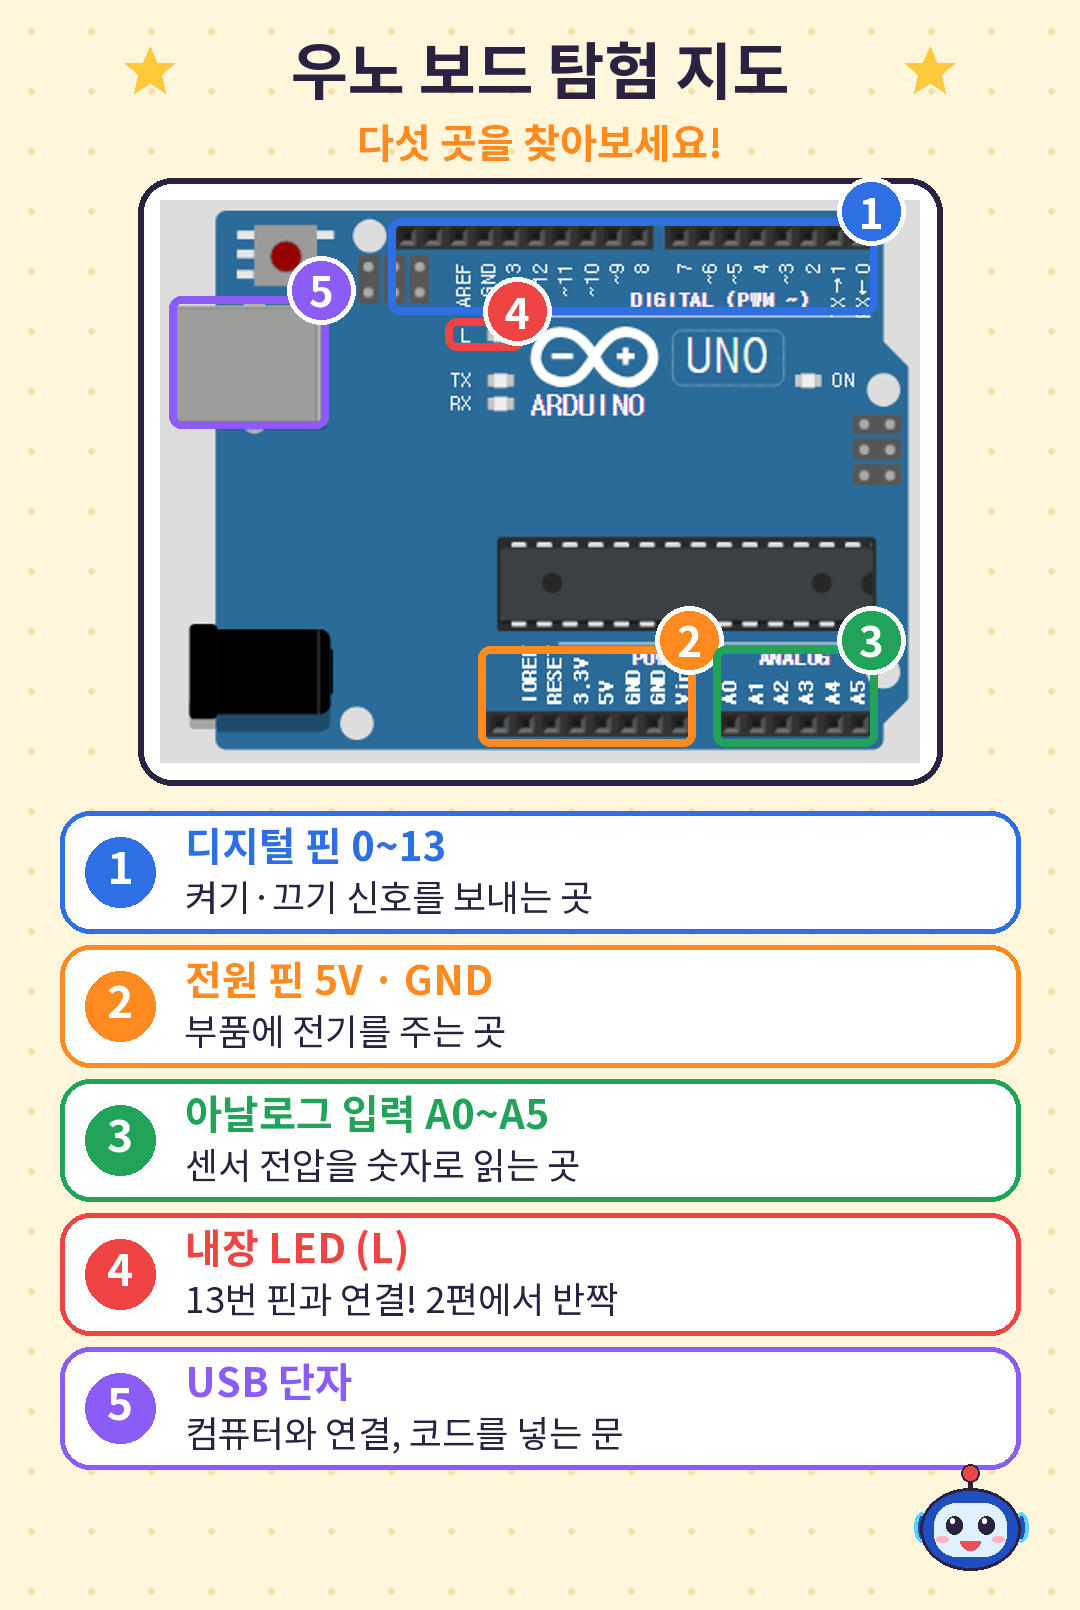 우노 보드 탐험 지도
다섯 곳을 찾아보세요!
1
5
AREF
GND
3
12
~11
~10
~9
8
7
~6
~5
4
~3
2
X→1
X←0
DIGITAL (PWM ~)
4
L
TX
RX
ARDUINO
UNO
ON
2
3
IOREF
RESET
3.3V
5V
GND
GND
Vin
ANALOG
A0
A1
A2
A3
A4
A5
1
디지털 핀 0~13
켜기·끄기 신호를 보내는 곳
2
전원 핀 5V · GND
부품에 전기를 주는 곳
3
아날로그 입력 A0~A5
센서 전압을 숫자로 읽는 곳
4
내장 LED (L)
13번 핀과 연결! 2편에서 반짝
5
USB 단자
컴퓨터와 연결, 코드를 넣는 문